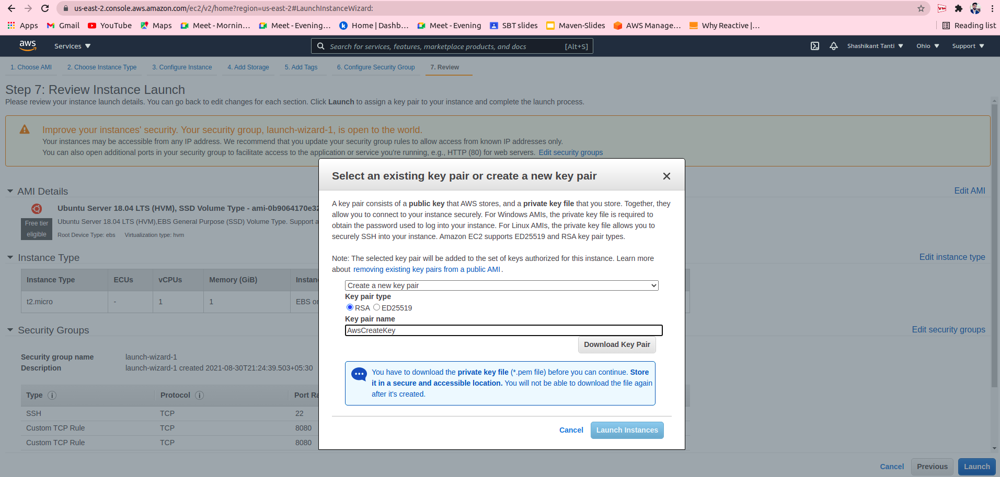 us-east-2.console.aws.amazon.com/ec2/v2/home?region=us-east-2#LaunchInstanceWizard:
Apps Gmail YouTube Maps Meet - Mornin... Meet - Evening... Home | Dashb... Meet - Evening SBT slides Maven-Slides AWS Manage... Why Reactive |... Reading list
aws Services Search for services, features, marketplace products, and docs [Alt+S] Shashikant Tanti Ohio Support
1. Choose AMI 2. Choose Instance Type 3. Configure Instance 4. Add Storage 5. Add Tags 6. Configure Security Group 7. Review
Step 7: Review Instance Launch
Please review your instance launch details. You can go back to edit changes for each section. Click Launch to assign a key pair to your instance and complete the launch process.
Improve your instances' security. Your security group, launch-wizard-1, is open to the world.
Your instances may be accessible from any IP address. We recommend that you update your security group rules to allow access from known IP addresses only.
You can also open additional ports in your security group to facilitate access to the application or service you're running, e.g., HTTP (80) for web servers. Edit security groups
AMI Details Edit AMI
Ubuntu Server 18.04 LTS (HVM), SSD Volume Type - ami-0b9064170e32
Free tier eligible
Ubuntu Server 18.04 LTS (HVM),EBS General Purpose (SSD) Volume Type. Support a
Root Device Type: ebs Virtualization type: hvm
Instance Type Edit instance type
Instance Type ECUs vCPUs Memory (GiB) Instan
t2.micro - 1 1 EBS on
Security Groups Edit security groups
Security group name launch-wizard-1
Description launch-wizard-1 created 2021-08-30T21:24:39.503+05:30
Type Protocol Port Ra
SSH TCP 22
Custom TCP Rule TCP 8080
Custom TCP Rule TCP 8080
Select an existing key pair or create a new key pair
A key pair consists of a public key that AWS stores, and a private key file that you store. Together, they
allow you to connect to your instance securely. For Windows AMIs, the private key file is required to
obtain the password used to log into your instance. For Linux AMIs, the private key file allows you to
securely SSH into your instance. Amazon EC2 supports ED25519 and RSA key pair types.
Note: The selected key pair will be added to the set of keys authorized for this instance. Learn more
about removing existing key pairs from a public AMI .
Create a new key pair
Key pair type
RSA ED25519
Key pair name
AwsCreateKey
Download Key Pair
You have to download the private key file (*.pem file) before you can continue. Store
it in a secure and accessible location. You will not be able to download the file again
after it's created.
Cancel Launch Instances
Cancel Previous Launch